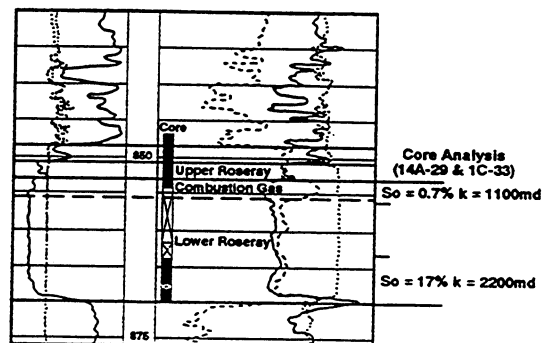 Core
850
Core Analysis
(14A-29 & 1C-33)
Upper Roseray
Combustion Gas
So = 0.7% k = 1100md
Lower Roseray
So = 17% k = 2200md
875